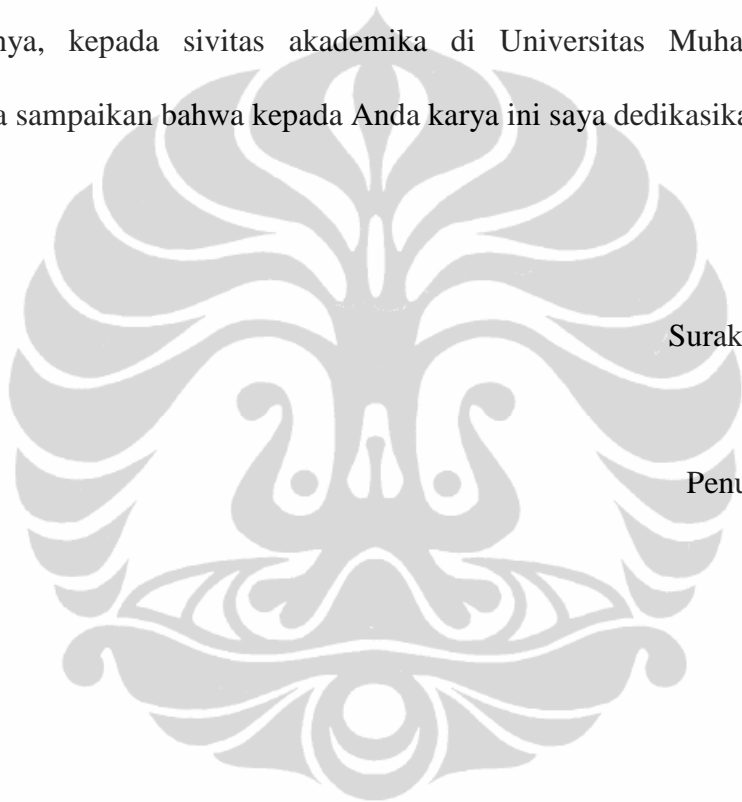 nya, kepada sivitas akademika di Universitas Muha
a sampaikan bahwa kepada Anda karya ini saya dedikasika
Surak
Penu